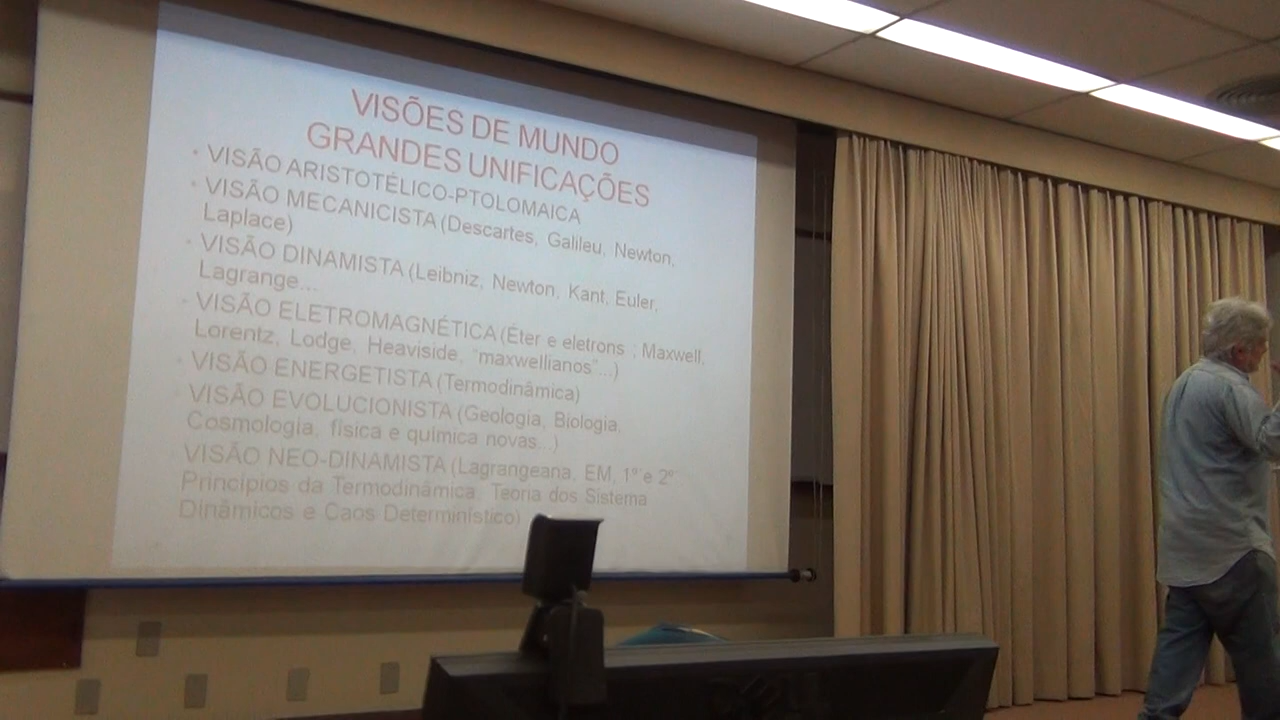 VISÕES DE MUNDO
GRANDES UNIFICAÇÕES
• VISÃO ARISTOTÉLICO-PTOLOMAICA
• VISÃO MECANICISTA (Descartes, Galileu, Newton,
Laplace)
• VISÃO DINAMISTA (Leibniz, Newton, Kant, Euler,
Lagrange...
• VISÃO ELETROMAGNÉTICA (Éter e eletrons ; Maxwell,
Lorentz, Lodge, Heaviside, “maxwellianos”...)
• VISÃO ENERGETISTA (Termodinâmica)
• VISÃO EVOLUCIONISTA (Geologia, Biologia,
Cosmologia, física e química novas...)
VISÃO NEO-DINAMISTA (Lagrangeana, EM, 1º e 2º
Princípios da Termodinâmica, Teoria dos Sistema
Dinâmicos e Caos Determinístico)